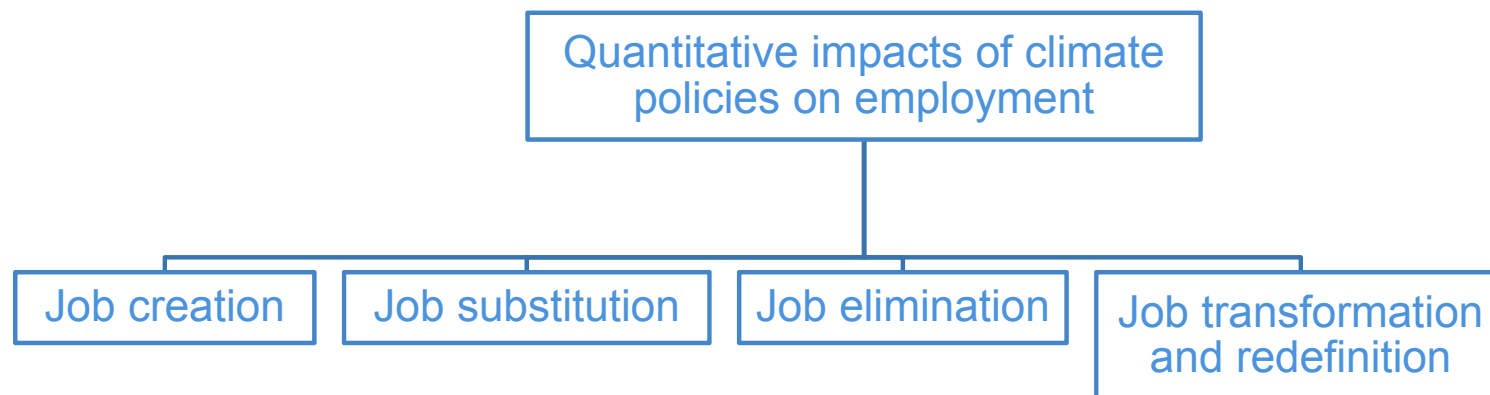 Quantitative impacts of climate
policies on employment
Job creation
Job substitution
Job elimination
Job transformation
and redefinition